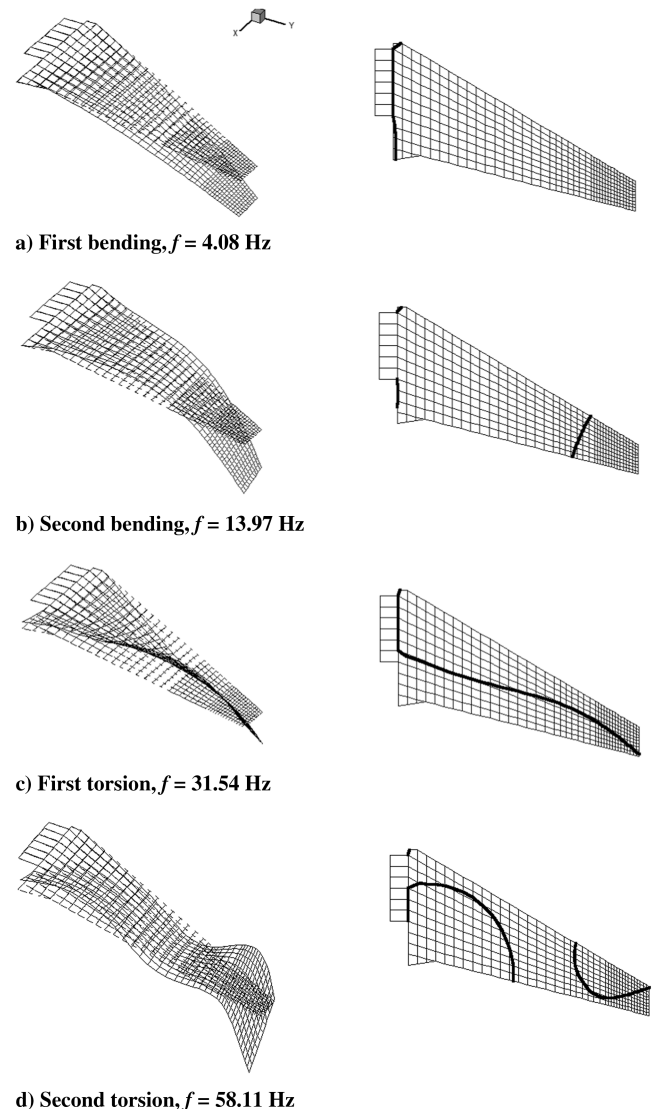 X
Y
a) First bending, f = 4.08 Hz
b) Second bending, f = 13.97 Hz
c) First torsion, f = 31.54 Hz
d) Second torsion, f = 58.11 Hz